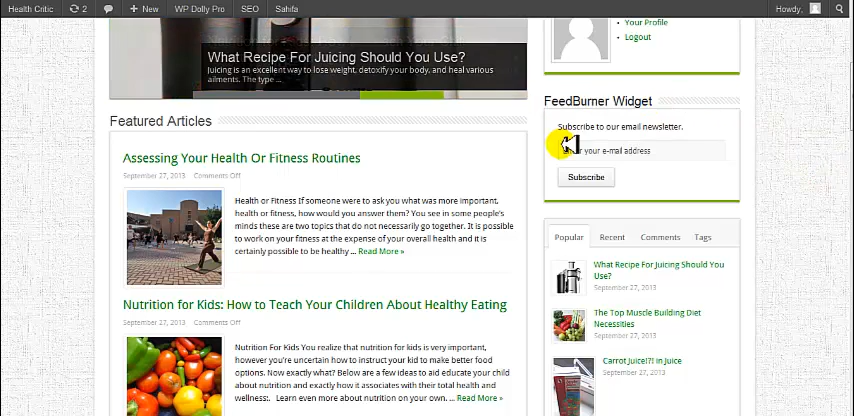 Health Critic 2 New WP Dolly Pro SEO Sahifa Howdy,
What Recipe For Juicing Should You Use?
Juicing is an excellent way to lose weight, detoxify your body, and heal various
ailments. The type ...
Your Profile
Logout
Featured Articles
Assessing Your Health Or Fitness Routines
September 27, 2013 Comments Off
Health or Fitness If someone were to ask you what was more important,
health or fitness, how would you answer them? You see in some people's
minds these are two topics that do not necessarily go together. It is possible
to work on your fitness at the expense of your overall health and it is
certainly possible to be healthy ... Read More »
Nutrition for Kids: How to Teach Your Children About Healthy Eating
September 27, 2013 Comments Off
Nutrition For Kids You realize that nutrition for kids is very important,
however you're uncertain how to instruct your kid to make better food
options. Now exactly what? Below are a few ideas to aid educate your child
about nutrition and exactly how it associates with their total health and
wellness:. Learn even more about nutrition on your own. ... Read More »
FeedBurner Widget
Subscribe to our email newsletter.
your e-mail address
Subscribe
Popular Recent Comments Tags
What Recipe For Juicing Should You
Use?
September 27, 2013
The Top Muscle Building Diet
Necessities
September 27, 2013
Carrot Juice!?! in Juice
September 27, 2013